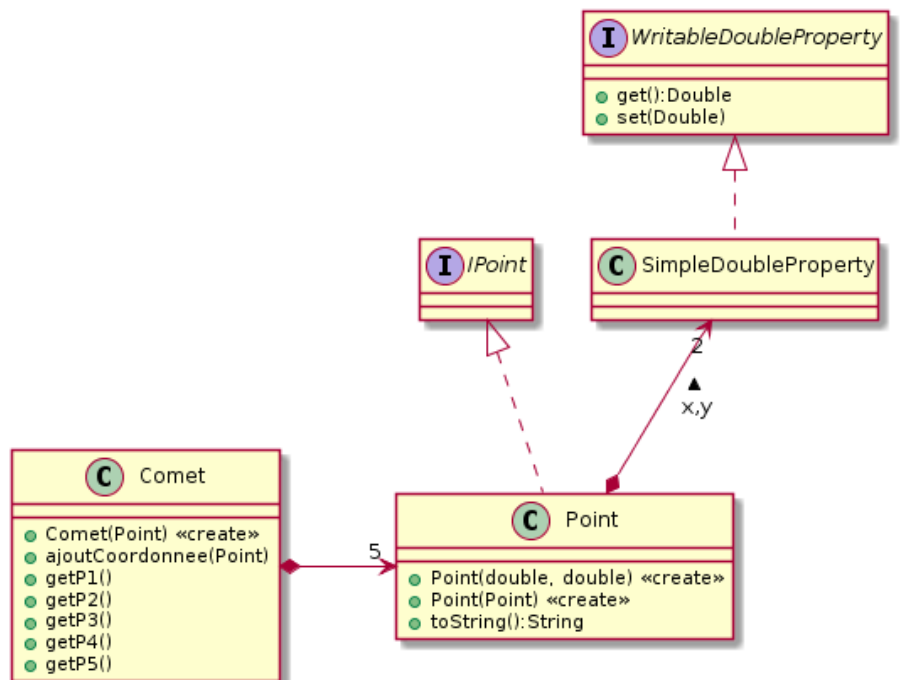 I WritableDoubleProperty
get():Double
set(Double)
I IPoint
C SimpleDoubleProperty
2
x,y
C Comet
Comet(Point) «create»
ajoutCoordonnee(Point)
getP1()
getP2()
getP3()
getP4()
getP5()
5
C Point
Point(double, double) «create»
Point(Point) «create»
toString():String